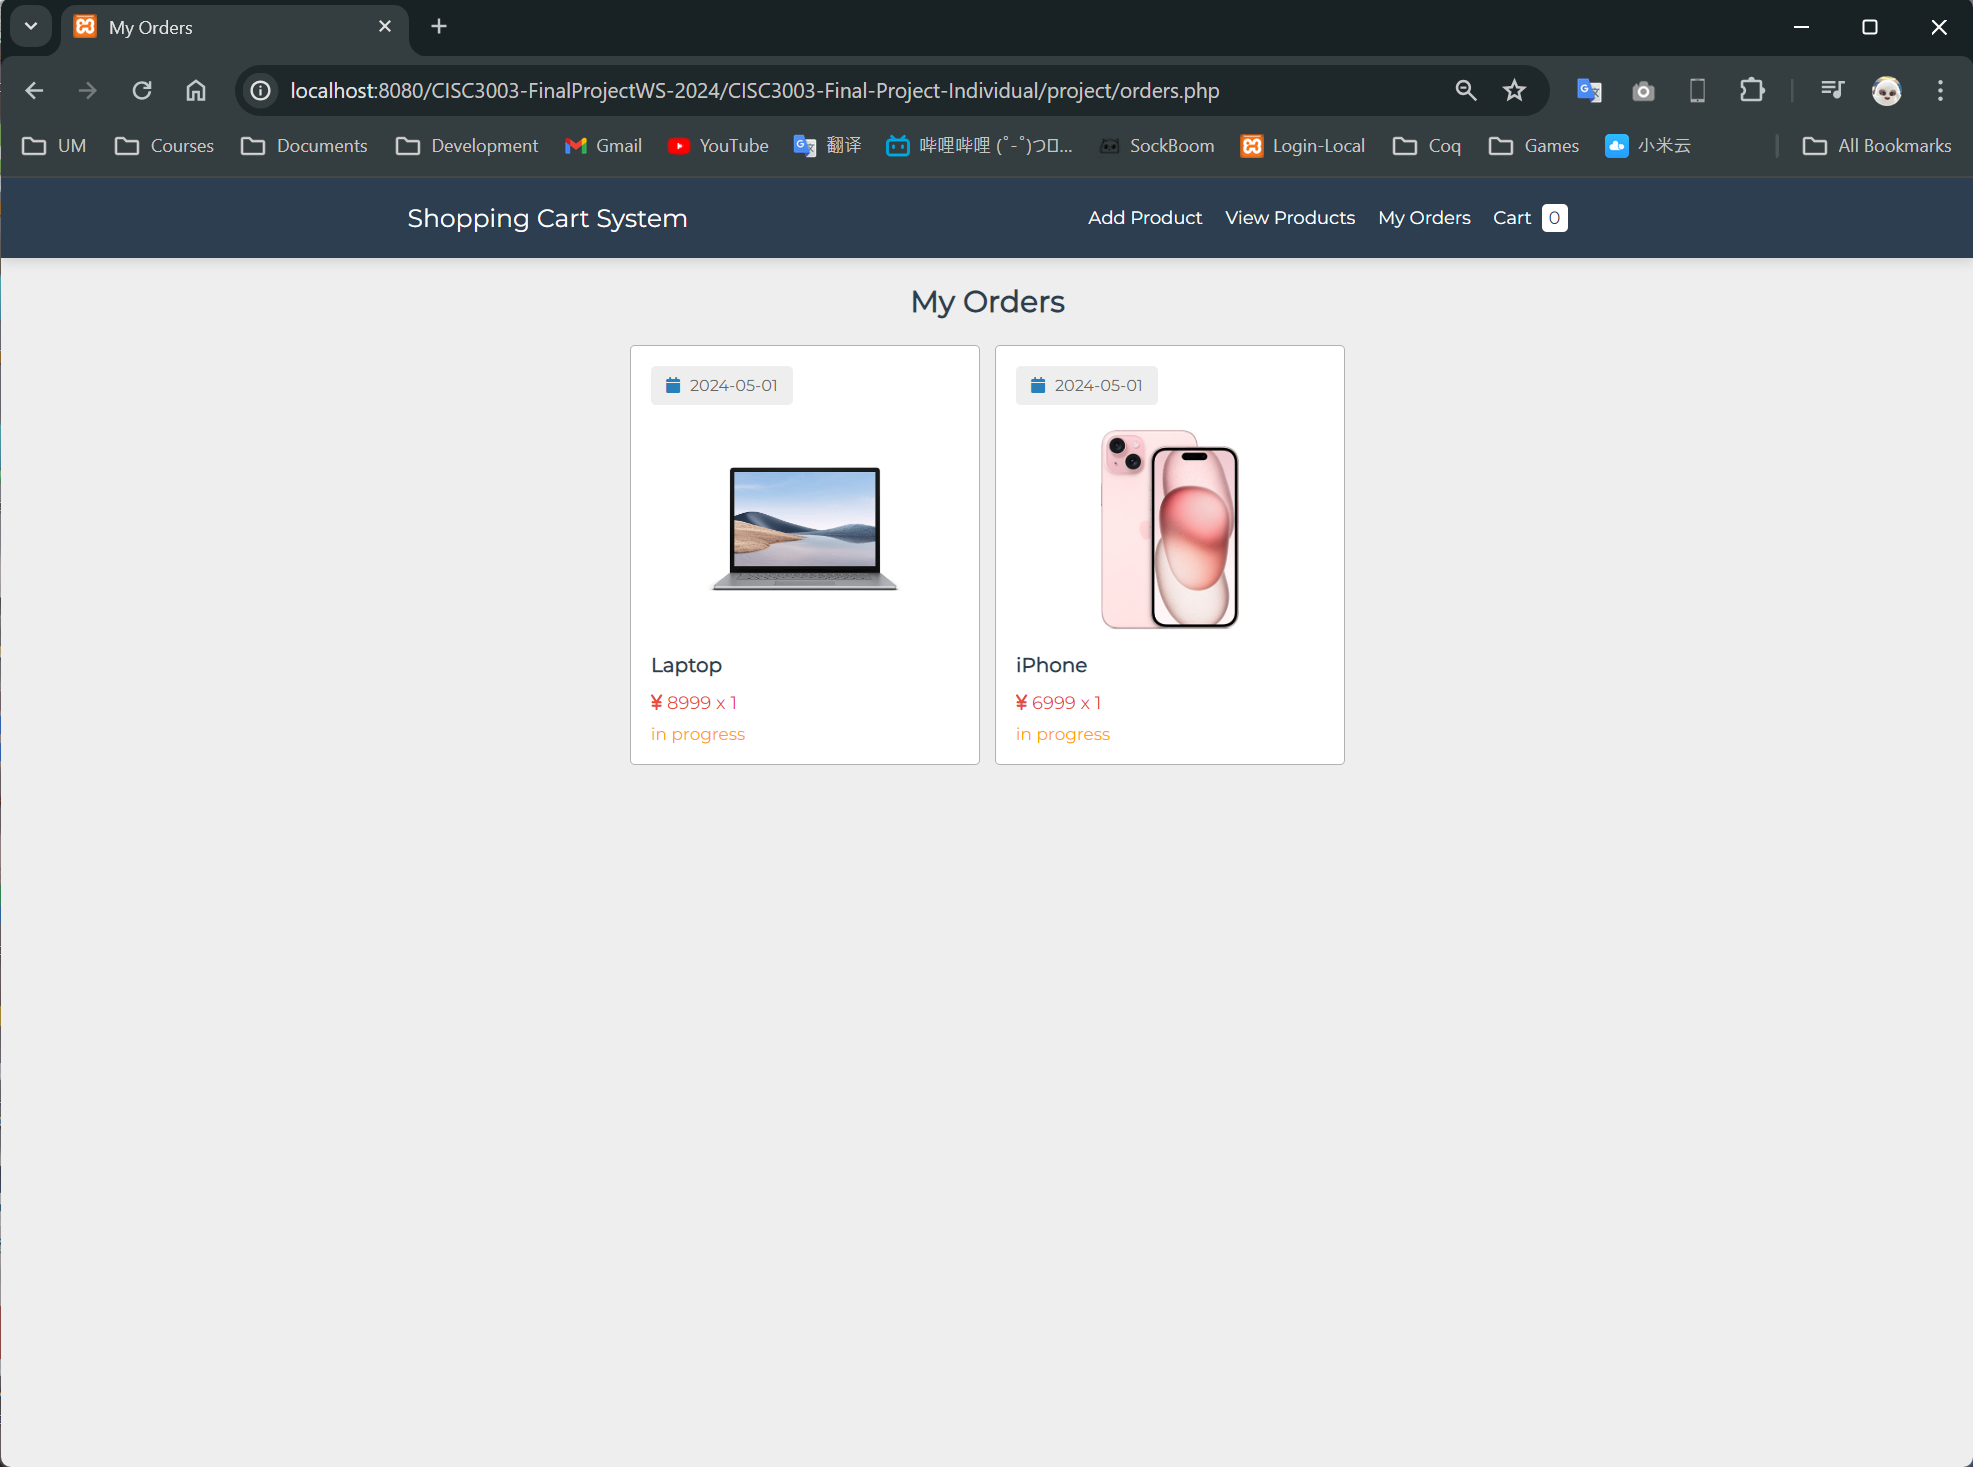 My Orders
localhost:8080/CISC3003-FinalProjectWS-2024/CISC3003-Final-Project-Individual/project/orders.php
UM Courses Documents Development Gmail YouTube 翻译 哔哩哔哩 (゜-゜)つ... SockBoom Login-Local Coq Games 小米云 All Bookmarks
Shopping Cart System Add Product View Products My Orders Cart 0
My Orders
2024-05-01
Laptop
¥ 8999 x 1
in progress
2024-05-01
iPhone
¥ 6999 x 1
in progress